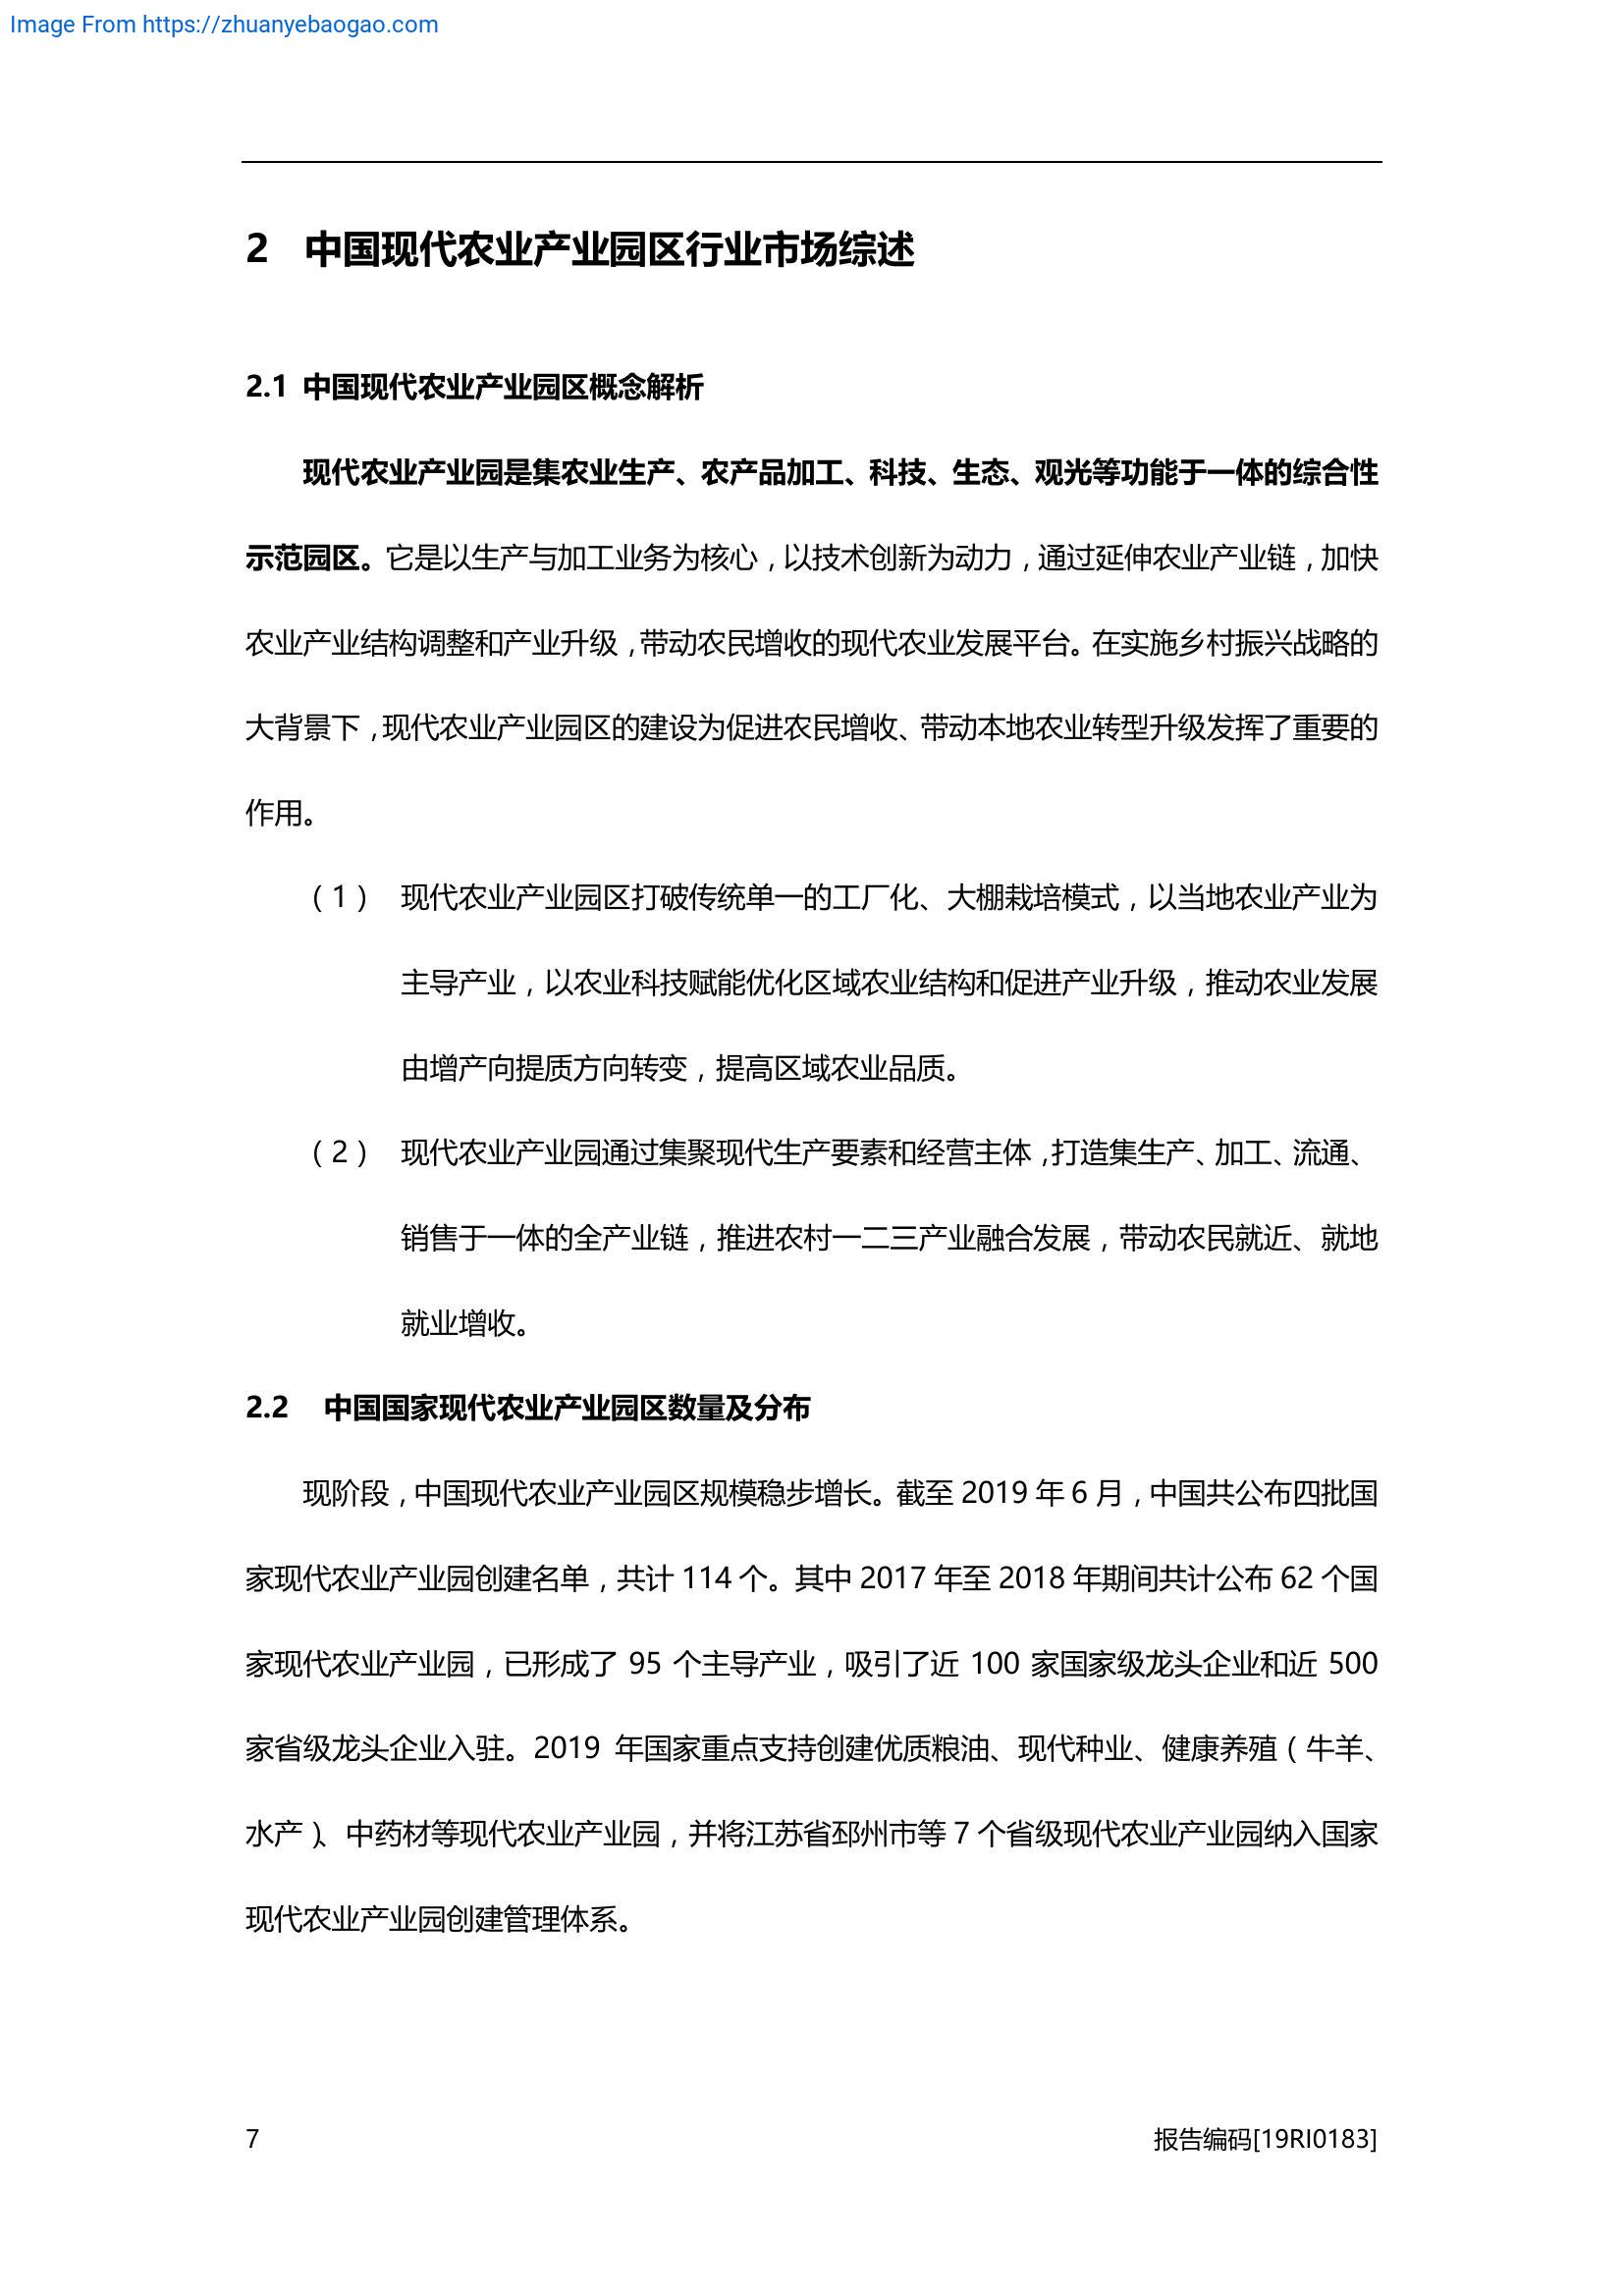 Image From https://zhuanyebaogao.com
2 中国现代农业产业园区行业市场综述
2.1 中国现代农业产业园区概念解析
现代农业产业园是集农业生产、农产品加工、科技、生态、观光等功能于一体的综合性
示范园区。它是以生产与加工业务为核心，以技术创新为动力，通过延伸农业产业链，加快
农业产业结构调整和产业升级，带动农民增收的现代农业发展平台。在实施乡村振兴战略的
大背景下，现代农业产业园区的建设为促进农民增收、带动本地农业转型升级发挥了重要的
作用。
（1） 现代农业产业园区打破传统单一的工厂化、大棚栽培模式，以当地农业产业为
主导产业，以农业科技赋能优化区域农业结构和促进产业升级，推动农业发展
由增产向提质方向转变，提高区域农业品质。
（2） 现代农业产业园通过集聚现代生产要素和经营主体，打造集生产、加工、流通、
销售于一体的全产业链，推进农村一二三产业融合发展，带动农民就近、就地
就业增收。
2.2 中国国家现代农业产业园区数量及分布
现阶段，中国现代农业产业园区规模稳步增长。截至 2019 年 6 月，中国共公布四批国
家现代农业产业园创建名单，共计 114 个。其中 2017 年至 2018 年期间共计公布 62 个国
家现代农业产业园，已形成了 95 个主导产业，吸引了近 100 家国家级龙头企业和近 500
家省级龙头企业入驻。2019 年国家重点支持创建优质粮油、现代种业、健康养殖（牛羊、
水产）、中药材等现代农业产业园，并将江苏省邳州市等 7 个省级现代农业产业园纳入国家
现代农业产业园创建管理体系。
7 报告编码[19RI0183]